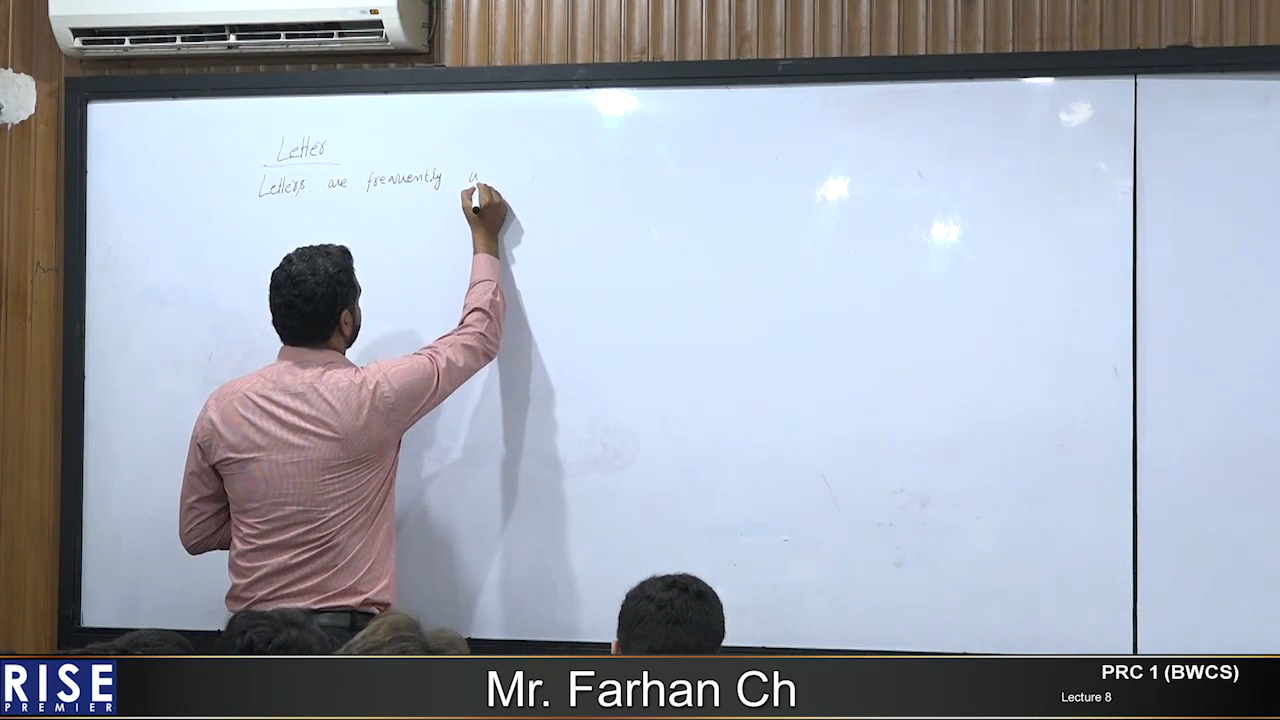 Letter
Letters are frequently u
RISE
PREMIER
Mr. Farhan Ch
PRC 1 (BWCS)
Lecture 8